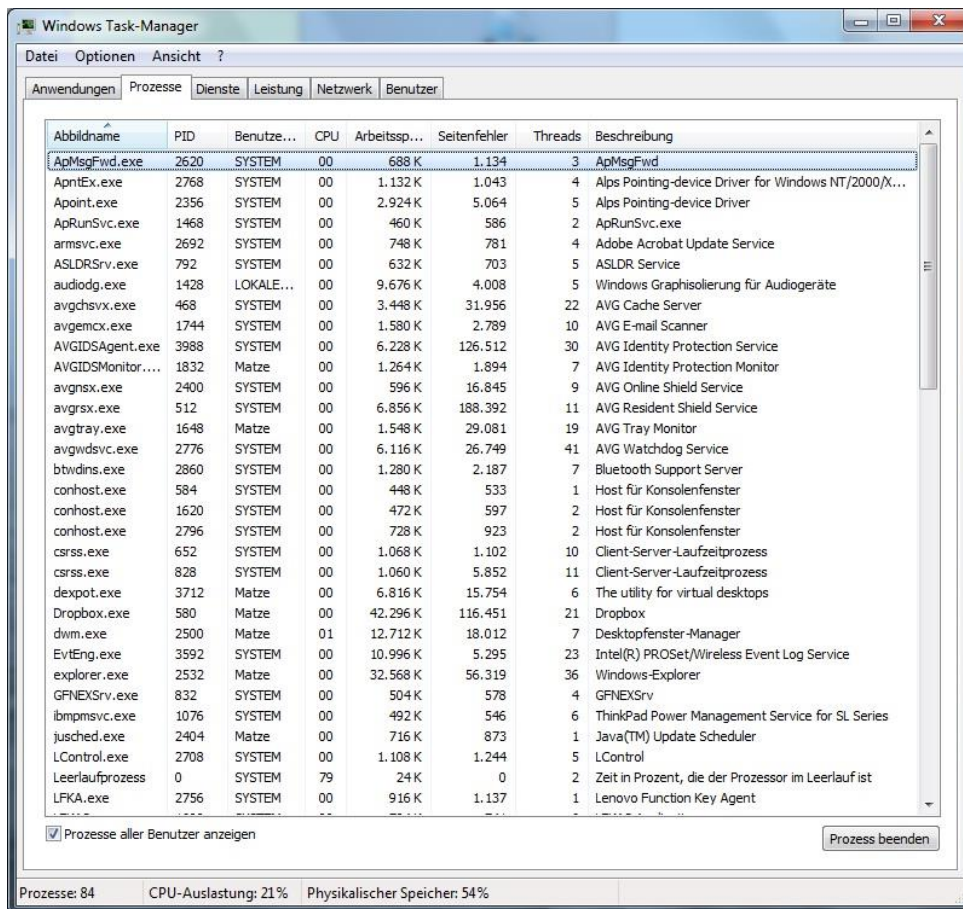 Windows Task-Manager
Datei Optionen Ansicht ?
Anwendungen Prozesse Dienste Leistung Netzwerk Benutzer
Abbildname PID Benutze... CPU Arbeitssp... Seitenfehler Threads Beschreibung
ApMsgFwd.exe 2620 SYSTEM 00 688 K 1.134 3 ApMsgFwd
ApntEx.exe 2768 SYSTEM 00 1.132 K 1.043 4 Alps Pointing-device Driver for Windows NT/2000/X...
Apoint.exe 2356 SYSTEM 00 2.924 K 5.064 5 Alps Pointing-device Driver
ApRunSvc.exe 1468 SYSTEM 00 460 K 586 2 ApRunSvc.exe
armsvc.exe 2692 SYSTEM 00 748 K 781 4 Adobe Acrobat Update Service
ASLDRSrv.exe 792 SYSTEM 00 632 K 703 5 ASLDR Service
audiodg.exe 1428 LOKALE... 00 9.676 K 4.008 5 Windows Graphisolierung für Audiogeräte
avgchsvx.exe 468 SYSTEM 00 3.448 K 31.956 22 AVG Cache Server
avgemcx.exe 1744 SYSTEM 00 1.580 K 2.789 10 AVG E-mail Scanner
AVGIDSAgent.exe 3988 SYSTEM 00 6.228 K 126.512 30 AVG Identity Protection Service
AVGIDSMonitor.... 1832 Matze 00 1.264 K 1.894 7 AVG Identity Protection Monitor
avgnsx.exe 2400 SYSTEM 00 596 K 16.845 9 AVG Online Shield Service
avgrsx.exe 512 SYSTEM 00 6.856 K 188.392 11 AVG Resident Shield Service
avgtray.exe 1648 Matze 00 1.548 K 29.081 19 AVG Tray Monitor
avgwdsvc.exe 2776 SYSTEM 00 6.116 K 26.749 41 AVG Watchdog Service
btwdins.exe 2860 SYSTEM 00 1.280 K 2.187 7 Bluetooth Support Server
conhost.exe 584 SYSTEM 00 448 K 533 1 Host für Konsolenfenster
conhost.exe 1620 SYSTEM 00 472 K 597 2 Host für Konsolenfenster
conhost.exe 2796 SYSTEM 00 728 K 923 2 Host für Konsolenfenster
csrss.exe 652 SYSTEM 00 1.068 K 1.102 10 Client-Server-Laufzeitprozess
csrss.exe 828 SYSTEM 00 1.060 K 5.852 11 Client-Server-Laufzeitprozess
dexpot.exe 3712 Matze 00 6.816 K 15.754 6 The utility for virtual desktops
Dropbox.exe 580 Matze 00 42.296 K 116.451 21 Dropbox
dwm.exe 2500 Matze 01 12.712 K 18.012 7 Desktopfenster-Manager
EvtEng.exe 3592 SYSTEM 00 10.996 K 5.295 23 Intel(R) PROSet/Wireless Event Log Service
explorer.exe 2532 Matze 00 32.568 K 56.319 36 Windows-Explorer
GFNEXSrv.exe 832 SYSTEM 00 504 K 578 4 GFNEXSrv
ibmpmsvc.exe 1076 SYSTEM 00 492 K 546 6 ThinkPad Power Management Service for SL Series
jusched.exe 2404 Matze 00 716 K 873 1 Java(TM) Update Scheduler
LControl.exe 2708 SYSTEM 00 1.108 K 1.244 5 LControl
Leerlaufprozess 0 SYSTEM 79 24 K 0 2 Zeit in Prozent, die der Prozessor im Leerlauf ist
LFKA.exe 2756 SYSTEM 00 916 K 1.137 1 Lenovo Function Key Agent
Prozesse aller Benutzer anzeigen
Prozess beenden
Prozesse: 84 CPU-Auslastung: 21% Physikalischer Speicher: 54%